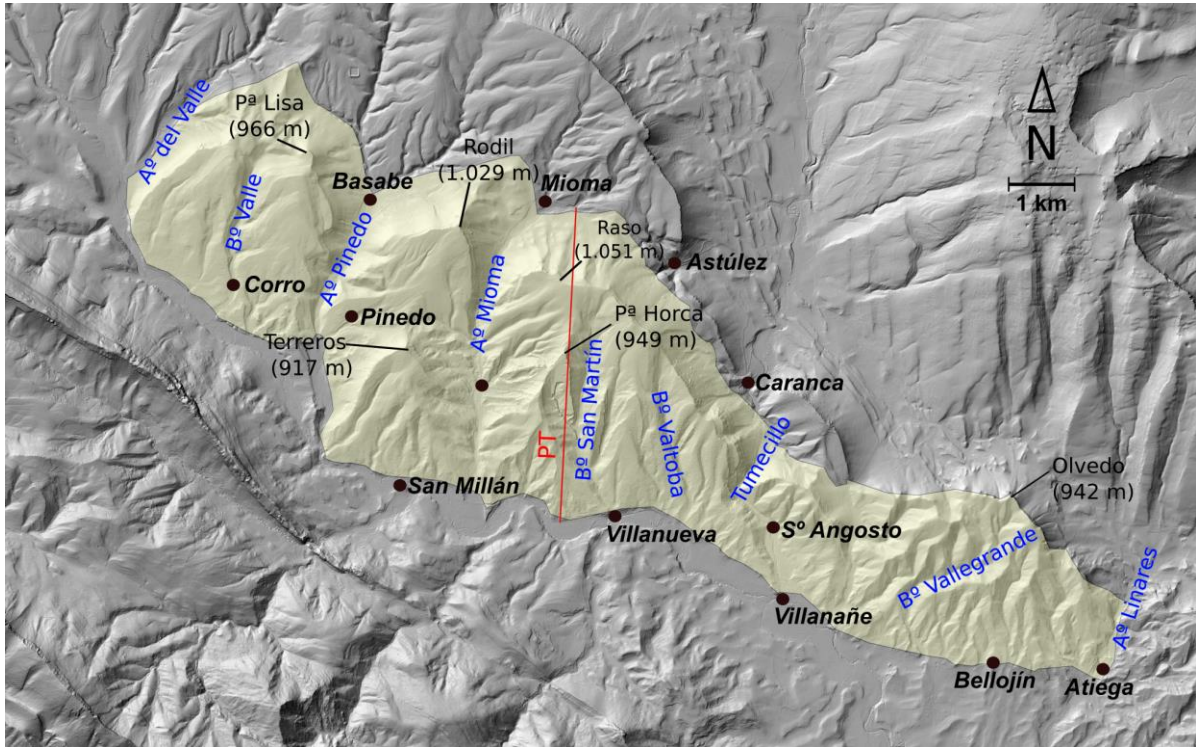 Aº del Valle
Pª Lisa
(966 m)
Bº Valle
Basabe
Rodil
(1.029 m)
Mioma
N
1 km
Aº Pinedo
Corro
Pinedo
Terreros
(917 m)
Aº Mioma
Raso
(1.051 m)
Astúlez
Pª Horca
(949 m)
Caranca
PT
Bº San Martín
Bº Valtoba
Tumecillo
San Millán
Villanueva
Sº Angosto
Villanañe
Olvedo
(942 m)
Bº Vallegrande
Aº Linares
Bellojín
Atiega